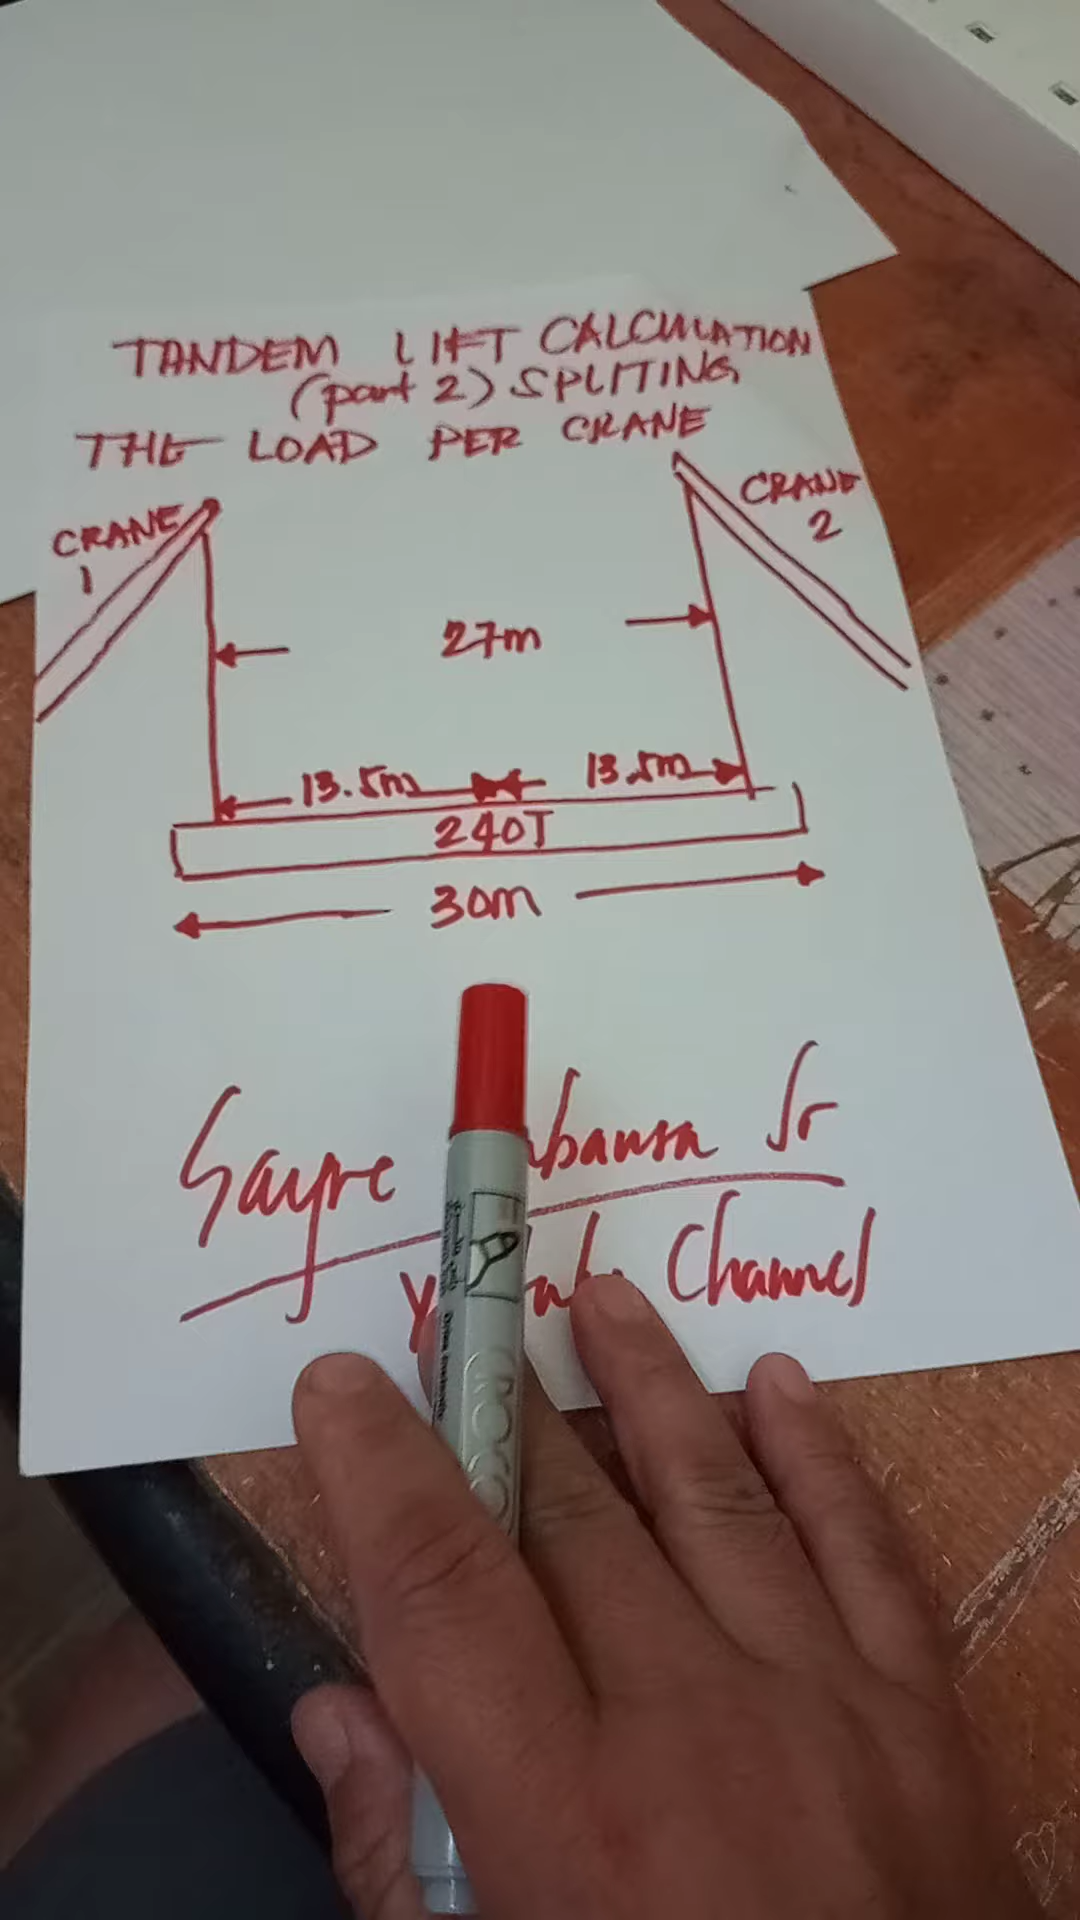 TANDEM LIFT CALCULATION
(part 2) SPLITING
THE LOAD PER CRANE
CRANE
1
CRANE
2
27m
13.5m
13.5m
240T
30m
Sayre Jr
Channel